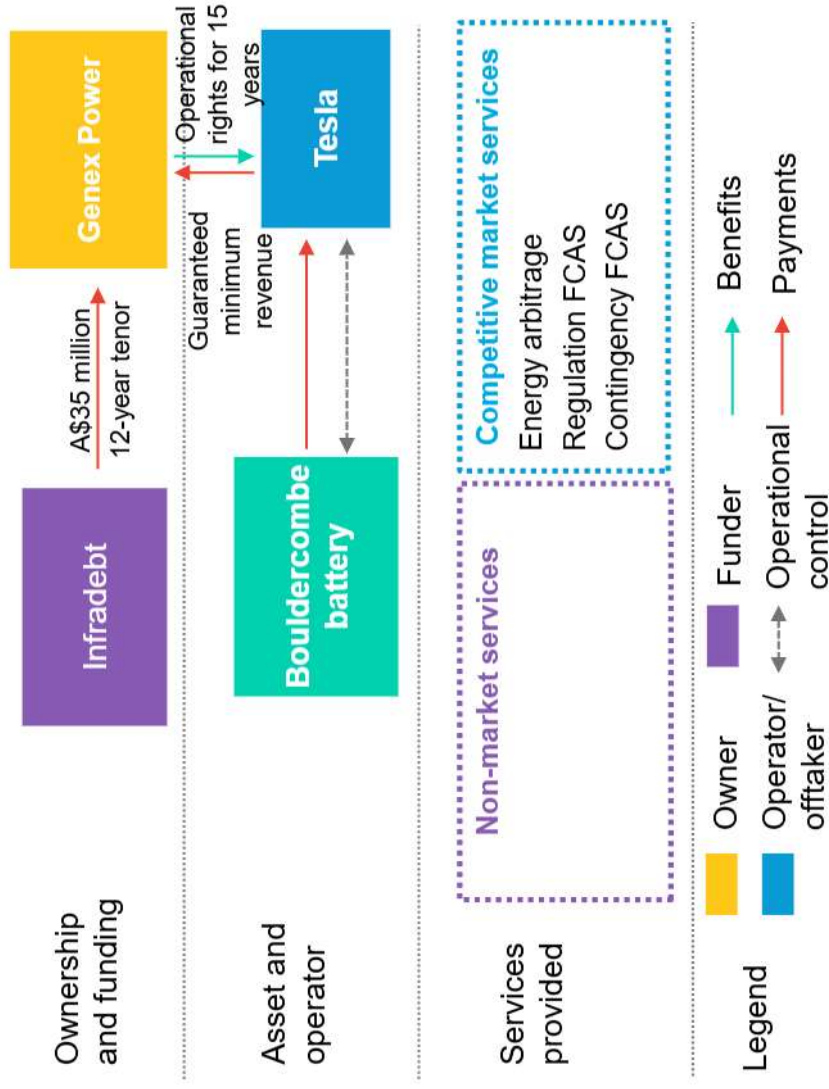 Ownership
and funding
Infradebt
A$35 million
12-year tenor
Genex Power
Operational
rights for 15
years
Guaranteed
minimum
revenue
Asset and
operator
Bouldercombe
battery
Tesla
Services
provided
Non-market services
Competitive market services
Energy arbitrage
Regulation FCAS
Contingency FCAS
Legend
Owner
Funder
Benefits
Operator/
offtaker
Operational
control
Payments